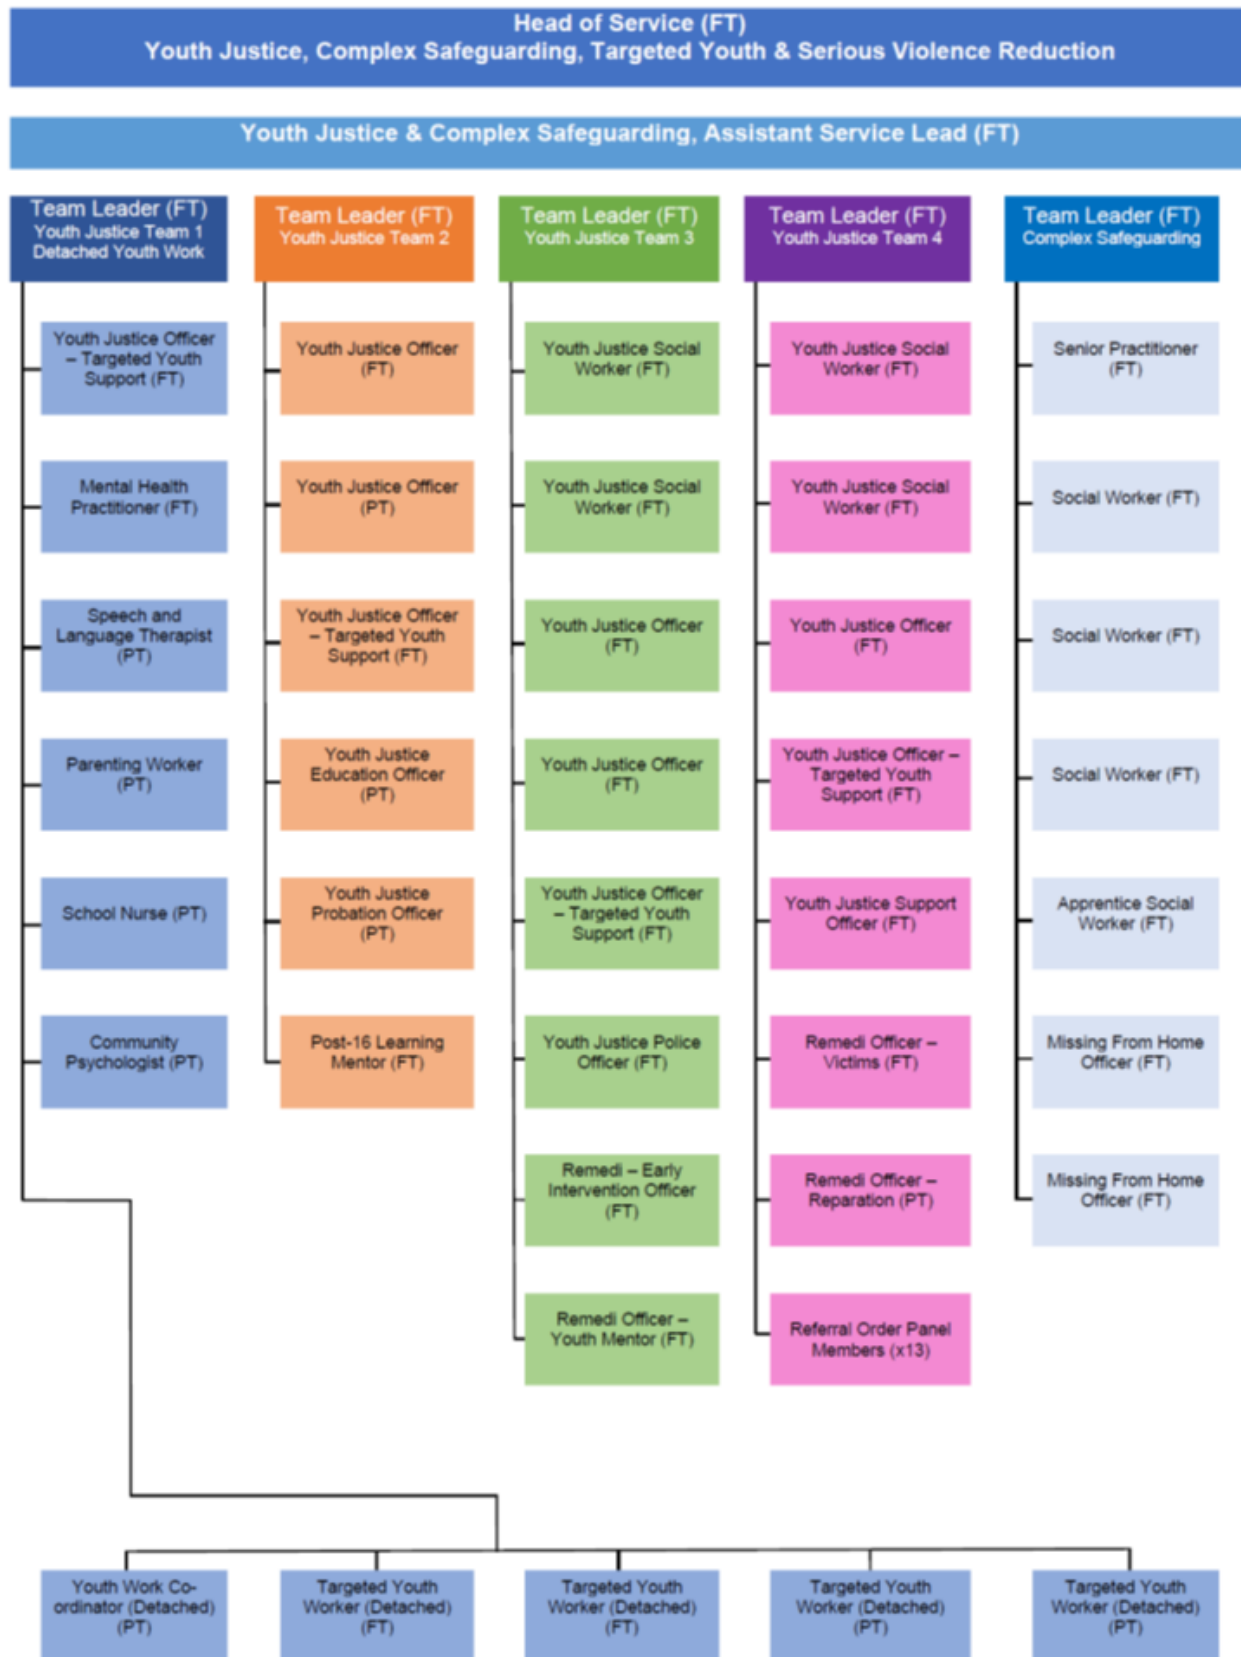 Head of Service (FT)
Youth Justice, Complex Safeguarding, Targeted Youth & Serious Violence Reduction
Youth Justice & Complex Safeguarding, Assistant Service Lead (FT)
Team Leader (FT)
Youth Justice Team 1
Detached Youth Work
Youth Justice Officer
– Targeted Youth
Support (FT)
Mental Health
Practitioner (FT)
Speech and
Language Therapist
(PT)
Parenting Worker
(PT)
School Nurse (PT)
Community
Psychologist (PT)
Team Leader (FT)
Youth Justice Team 2
Youth Justice Officer
(FT)
Youth Justice Officer
(PT)
Youth Justice Officer
– Targeted Youth
Support (FT)
Youth Justice
Education Officer
(PT)
Youth Justice
Probation Officer
(PT)
Post-16 Learning
Mentor (FT)
Team Leader (FT)
Youth Justice Team 3
Youth Justice Social
Worker (FT)
Youth Justice Social
Worker (FT)
Youth Justice Officer
(FT)
Youth Justice Officer
(FT)
Youth Justice Officer
– Targeted Youth
Support (FT)
Youth Justice Police
Officer (FT)
Remedi – Early
Intervention Officer
(FT)
Remedi Officer –
Youth Mentor (FT)
Team Leader (FT)
Youth Justice Team 4
Youth Justice Social
Worker (FT)
Youth Justice Social
Worker (FT)
Youth Justice Officer
(FT)
Youth Justice Officer –
Targeted Youth
Support (FT)
Youth Justice Support
Officer (FT)
Remedi Officer –
Victims (FT)
Remedi Officer –
Reparation (PT)
Referral Order Panel
Members (x13)
Team Leader (FT)
Complex Safeguarding
Senior Practitioner
(FT)
Social Worker (FT)
Social Worker (FT)
Social Worker (FT)
Apprentice Social
Worker (FT)
Missing From Home
Officer (FT)
Missing From Home
Officer (FT)
Youth Work Co-
ordinator (Detached)
(PT)
Targeted Youth
Worker (Detached)
(FT)
Targeted Youth
Worker (Detached)
(FT)
Targeted Youth
Worker (Detached)
(PT)
Targeted Youth
Worker (Detached)
(PT)